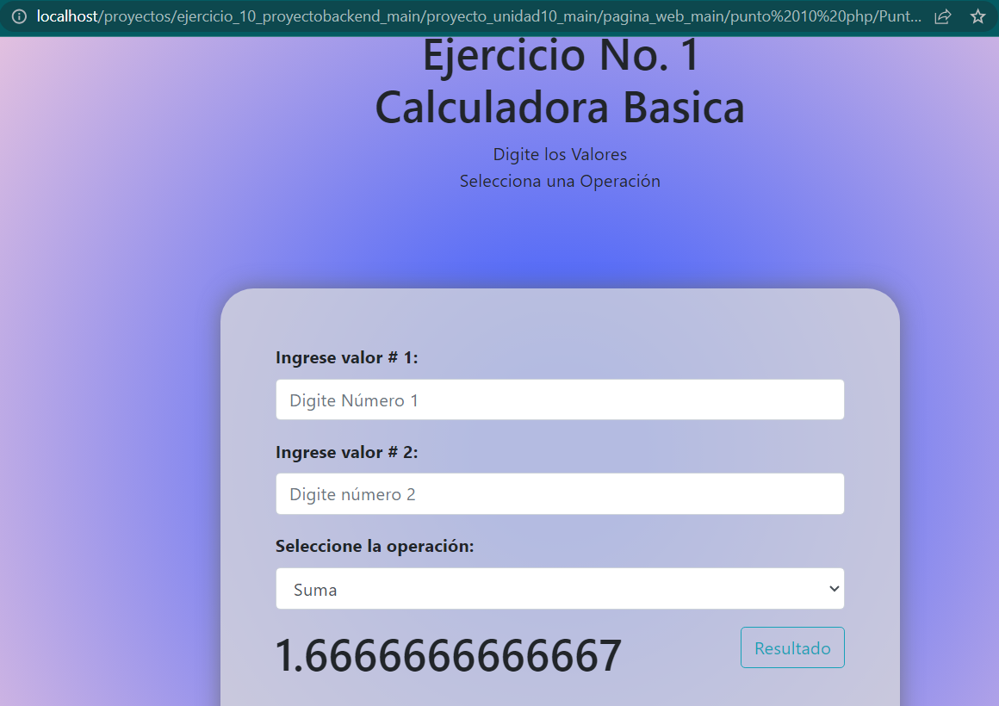 localhost/proyectos/ejercicio_10_proyectobackend_main/proyecto_unidad10_main/pagina_web_main/punto%2010%20php/Punt...
Ejercicio No. 1
Calculadora Basica
Digite los Valores
Selecciona una Operación
Ingrese valor # 1:
Digite Número 1
Ingrese valor # 2:
Digite número 2
Seleccione la operación:
Suma
1.6666666666667
Resultado